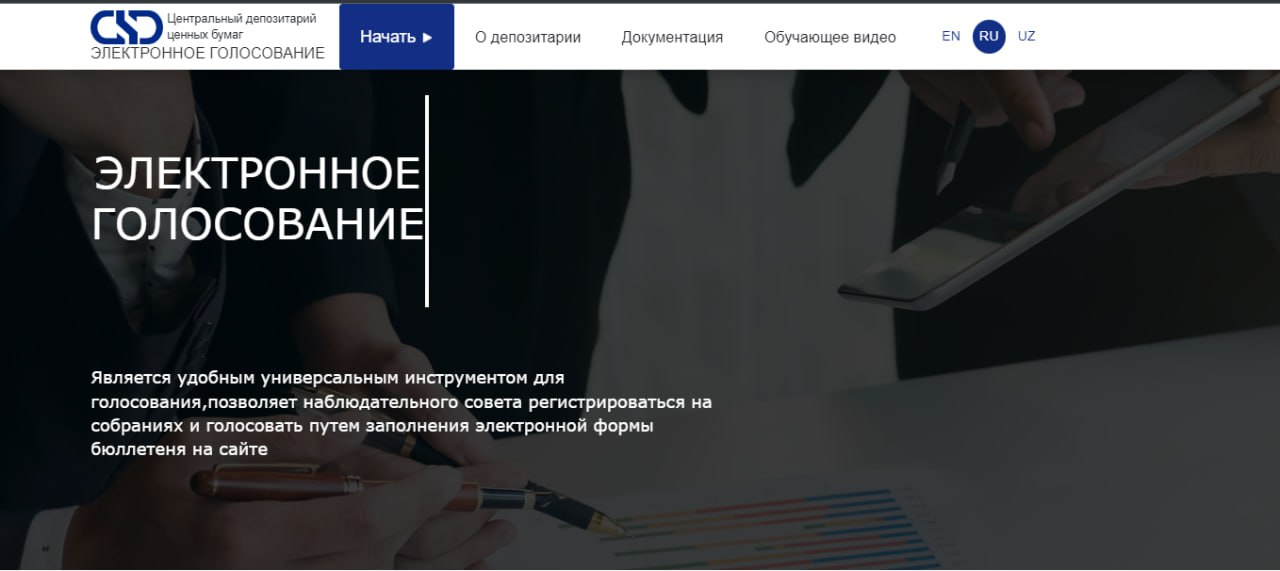 Центральный депозитарий
ценных бумаг
ЭЛЕКТРОННОЕ ГОЛОСОВАНИЕ
Начать ►
О депозитарии
Документация
Обучающее видео
EN
RU
UZ
ЭЛЕКТРОННОЕ
ГОЛОСОВАНИЕ
Является удобным универсальным инструментом для
голосования,позволяет наблюдательного совета регистрироваться на
собраниях и голосовать путем заполнения электронной формы
бюллетеня на сайте